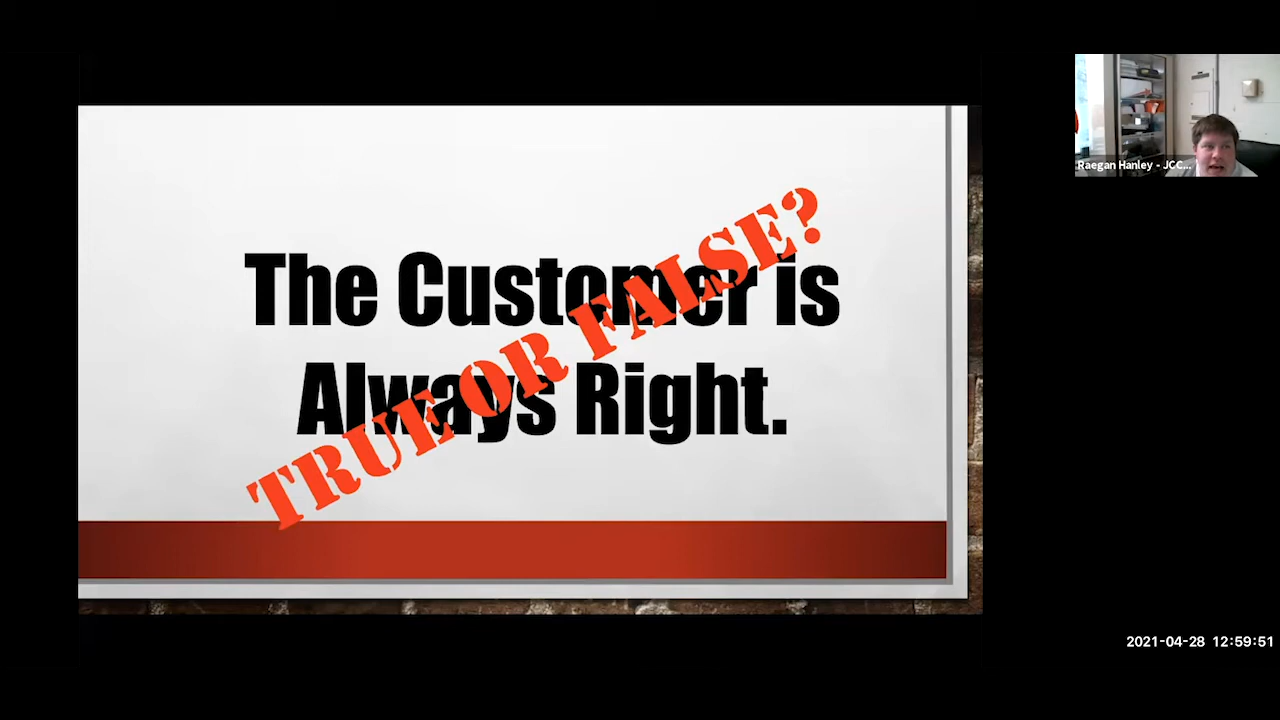 The Customer is
Always Right.
TRUE OR FALSE?
Raegan Hanley - JCC...
2021-04-28 12:59:51